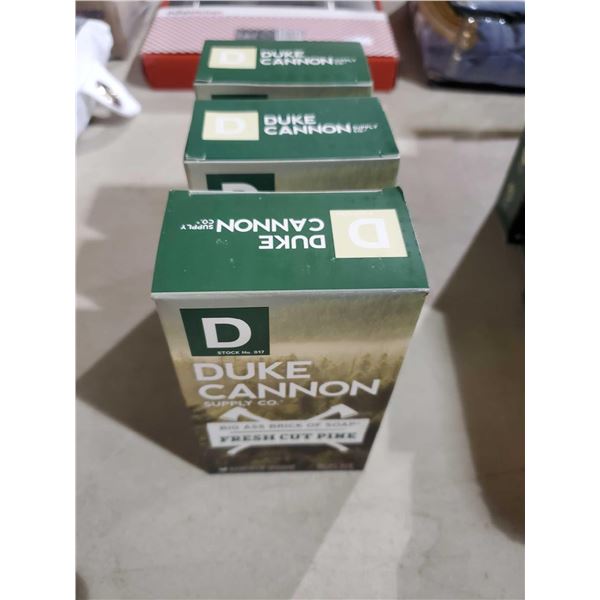 D
DUKE
CANNON
SUPPLY
CO.
D
DUKE
CANNON
SUPPLY
CO.
D
DUKE
CANNON
SUPPLY
CO.
D
STOCK No. 017
DUKE
CANNON
SUPPLY CO.
BIG ASS BRICK OF SOAP
FRESH CUT PINE